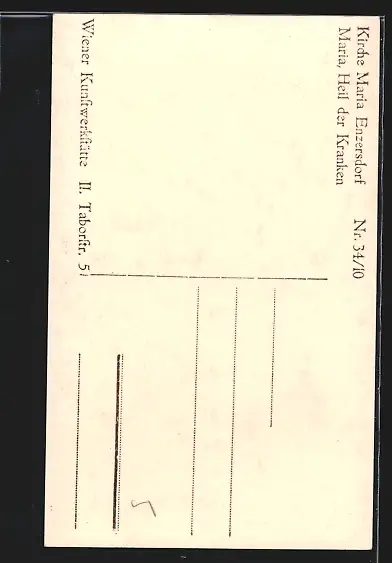 Kirche Maria Enzersdorf Nr. 34/10
Maria, Heil der Kranken
Wiener Kunstwerkstätte II. Taborstr. 51